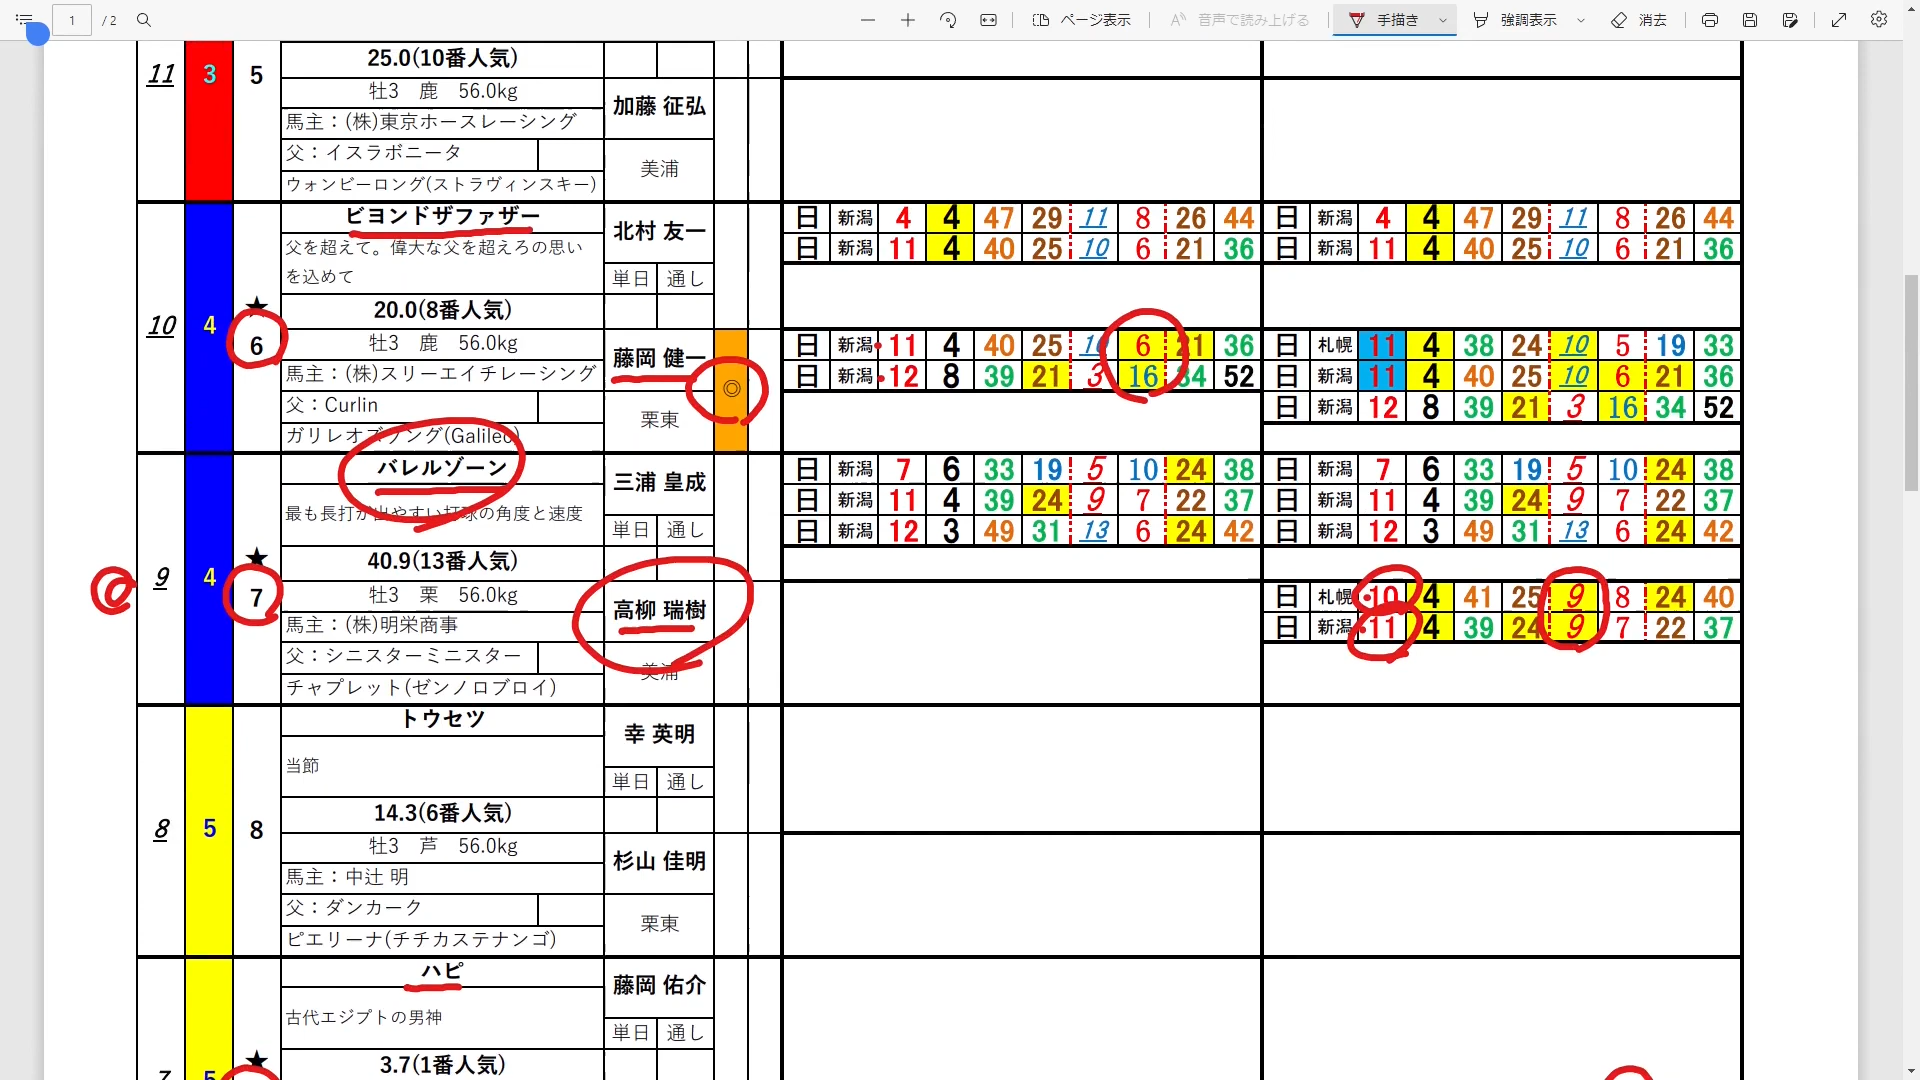 1 / 2 ページ表示 音声で読み上げる 手描き 強調表示 消去
11 3 5
25.0(10番人気)
牡3 鹿 56.0kg
加藤 征弘
馬主：(株)東京ホースレーシング
父：イスラボニータ
美浦
ウォンビーロング(ストラヴィンスキー)
ビヨンドザファザー
北村 友一
父を超えて。偉大な父を超えろの思い
を込めて
単日 通し
★
10 4 6
20.0(8番人気)
牡3 鹿 56.0kg
藤岡 健一
馬主：(株)スリーエイチレーシング
◎
父：Curlin
栗東
(Galileo)
日 新潟 4 4 47 29 11 8 26 44
日 新潟 11 4 40 25 10 6 21 36
日 新潟 11 4 40 25 10 6 21 36
日 新潟 12 8 39 21 3 16 34 52
日 新潟 4 4 47 29 11 8 26 44
日 新潟 11 4 40 25 10 6 21 36
日 札幌 11 4 38 24 10 5 19 33
日 新潟 11 4 40 25 10 6 21 36
日 新潟 12 8 39 21 3 16 34 52
バレルゾーン
三浦 皇成
最も長打が出やすい打球の角度と速度
単日 通し
★
9 4 7
40.9(13番人気)
牡3 栗 56.0kg
高柳 瑞樹
馬主：(株)明栄商事
父：シニスターミニスター
美浦
チャプレット(ゼンノロブロイ)
日 新潟 7 6 33 19 5 10 24 38
日 新潟 11 4 39 24 9 7 22 37
日 新潟 12 3 49 31 13 6 24 42
日 新潟 7 6 33 19 5 10 24 38
日 新潟 11 4 39 24 9 7 22 37
日 新潟 12 3 49 31 13 6 24 42
日 札幌 10 4 41 25 9 8 24 40
日 新潟 11 4 39 24 9 7 22 37
トウセツ
幸 英明
当節
単日 通し
8 5 8
14.3(6番人気)
牡3 芦 56.0kg
杉山 佳明
馬主：中辻 明
父：ダンカーク
栗東
ピエリーナ(チチカステナンゴ)
ハピ
藤岡 佑介
古代エジプトの男神
単日 通し
★
7 5
3.7(1番人気)